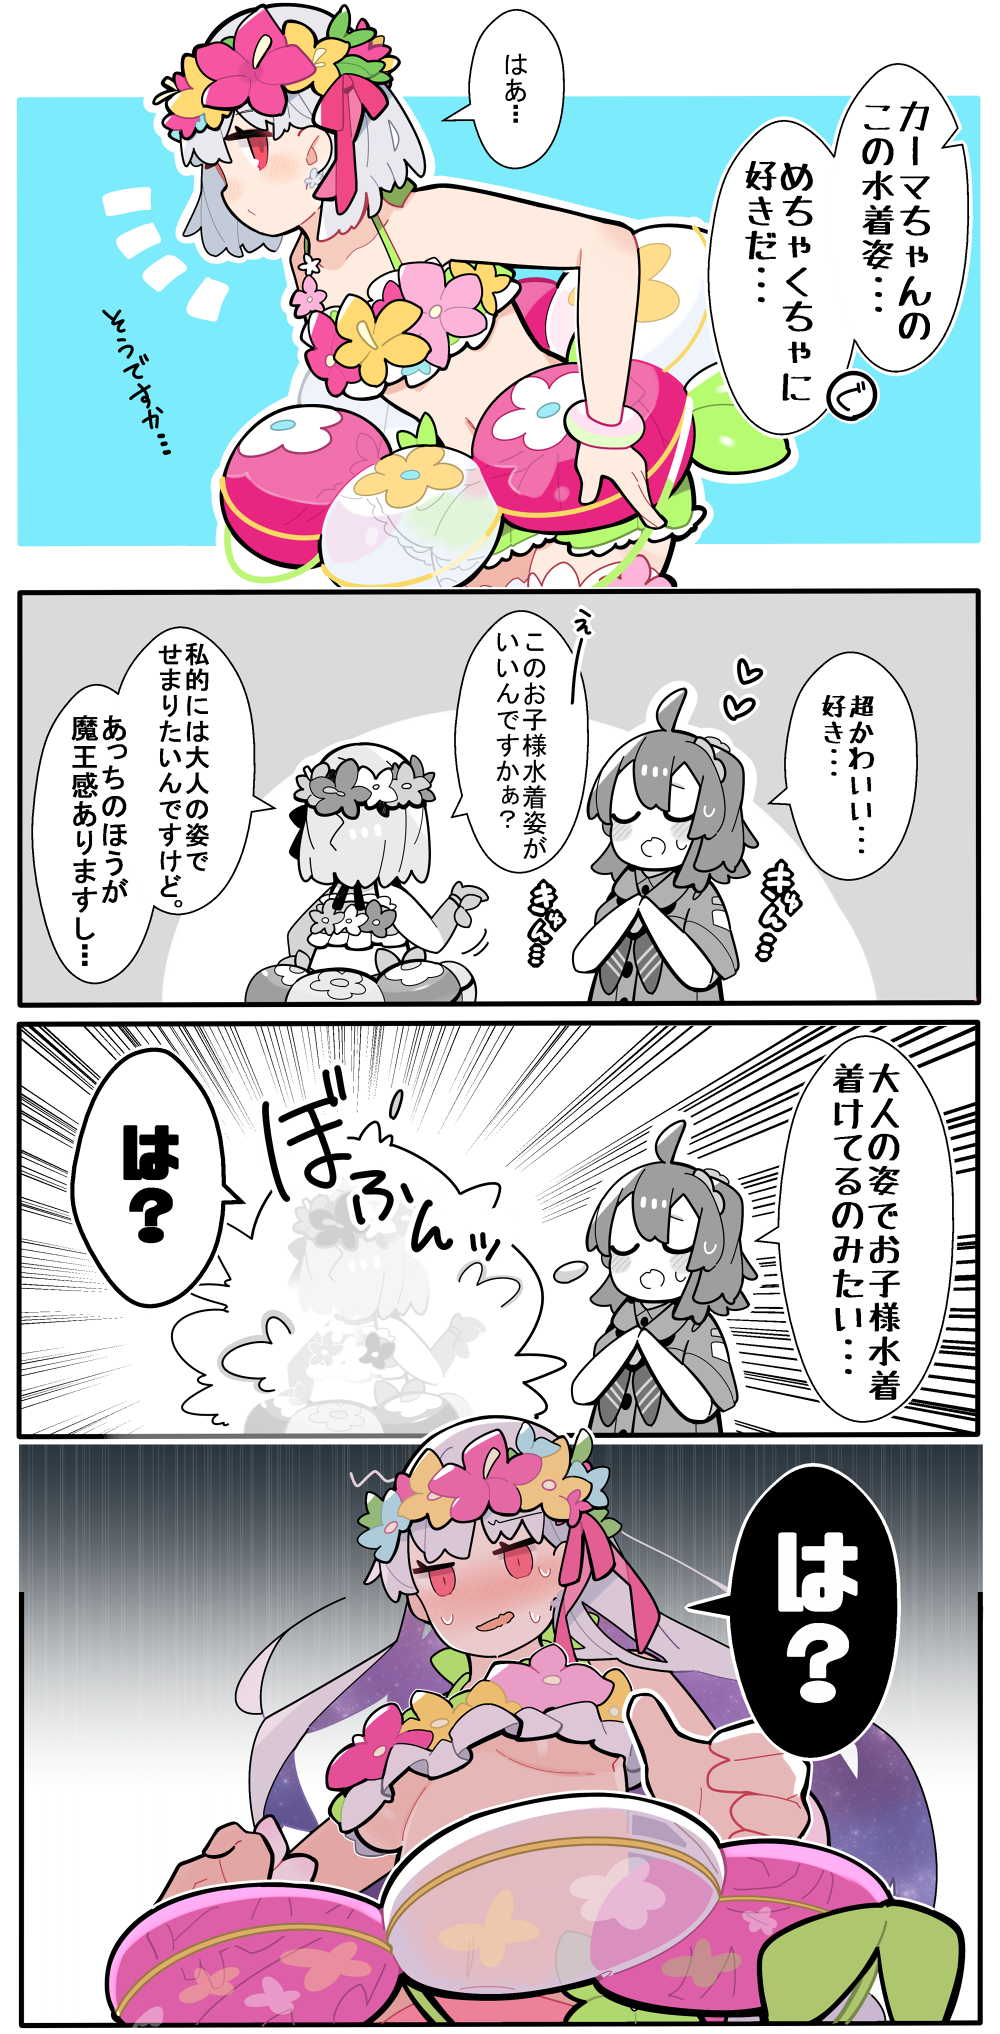 カーマちゃんの
この水着姿・・・
めちゃくちゃに
好きだ・・・
ぐ
はぁ…
そうですか…
超かわいい・・・
好き・・・
きゅん…
きゅん…
え
このお子様水着姿が
いいんですかぁ?
私的には大人の姿で
せまりたいんですけど。
あっちのほうが
魔王感ありますし…
大人の姿でお子様水着
着けてるのみたい・・・
ぼふんッ
は?
は?